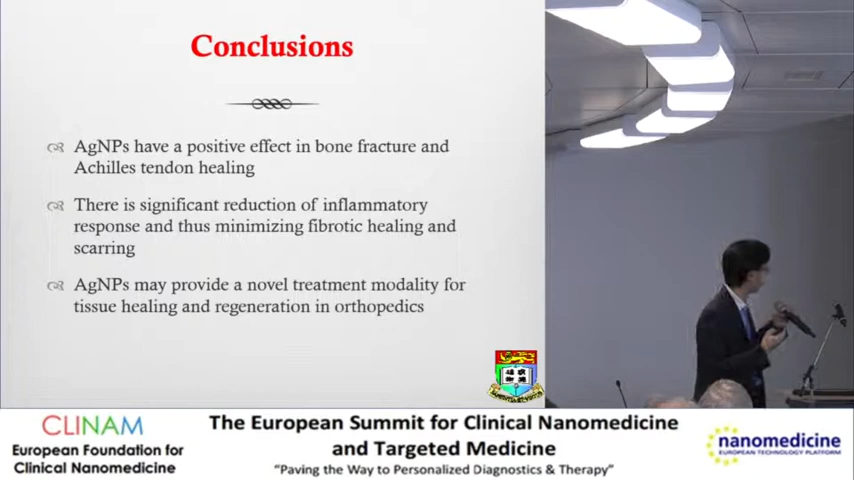 Conclusions
AgNPs have a positive effect in bone fracture and
Achilles tendon healing
There is significant reduction of inflammatory
response and thus minimizing fibrotic healing and
scarring
AgNPs may provide a novel treatment modality for
tissue healing and regeneration in orthopedics
CLINAM
European Foundation for
Clinical Nanomedicine
The European Summit for Clinical Nanomedicine
and Targeted Medicine
“Paving the Way to Personalized Diagnostics & Therapy”
nanomedicine
EUROPEAN TECHNOLOGY PLATFORM